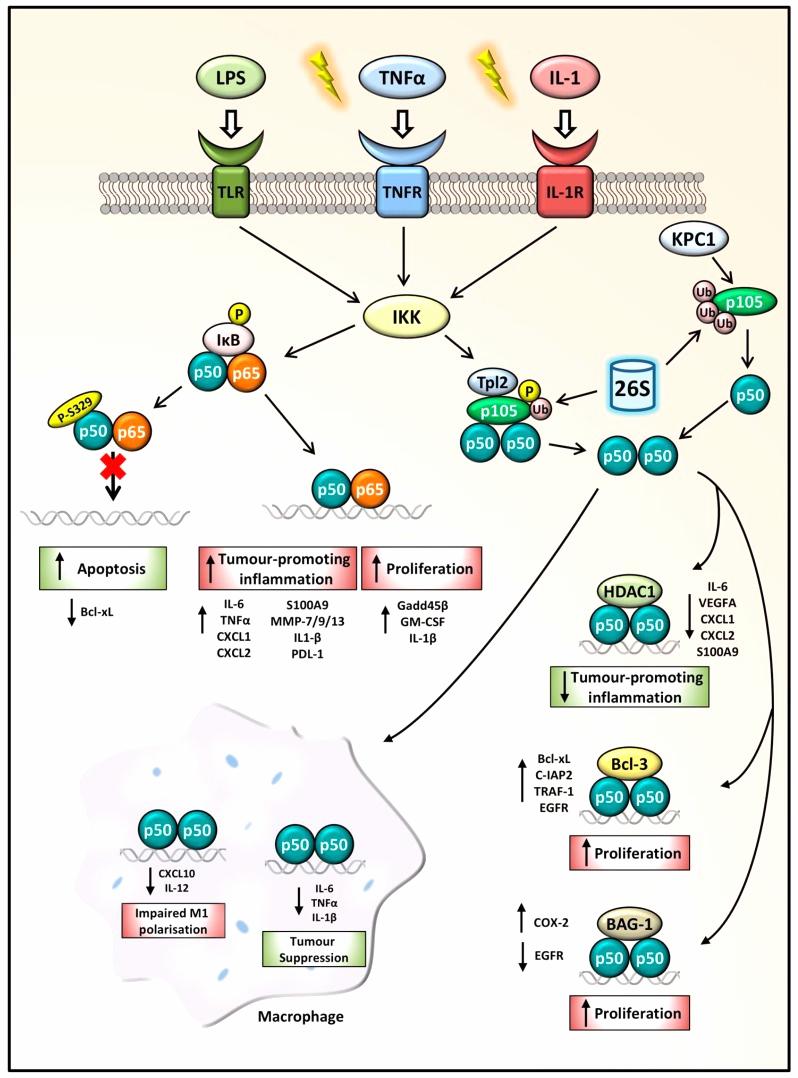 LPS
TNFα
IL-1
TLR
TNFR
IL-1R
KPC1
Ub
Ub
Ub
p105
IKK
P
IκB
p50
p65
Tpl2
P
p105
Ub
p50
p50
26S
p50
P-S329
p50
p65
p50
p50
p50
p65
Apoptosis
Bcl-xL
Tumour-promoting
inflammation
IL-6
TNFα
CXCL1
CXCL2
S100A9
MMP-7/9/13
IL1-β
PDL-1
Proliferation
Gadd45β
GM-CSF
IL-1β
HDAC1
p50
p50
IL-6
VEGFA
CXCL1
CXCL2
S100A9
Tumour-promoting
inflammation
Bcl-xL
C-IAP2
TRAF-1
EGFR
Bcl-3
p50
p50
Proliferation
COX-2
EGFR
BAG-1
p50
p50
Proliferation
p50
p50
CXCL10
IL-12
Impaired M1
polarisation
p50
p50
IL-6
TNFα
IL-1β
Tumour
Suppression
Macrophage